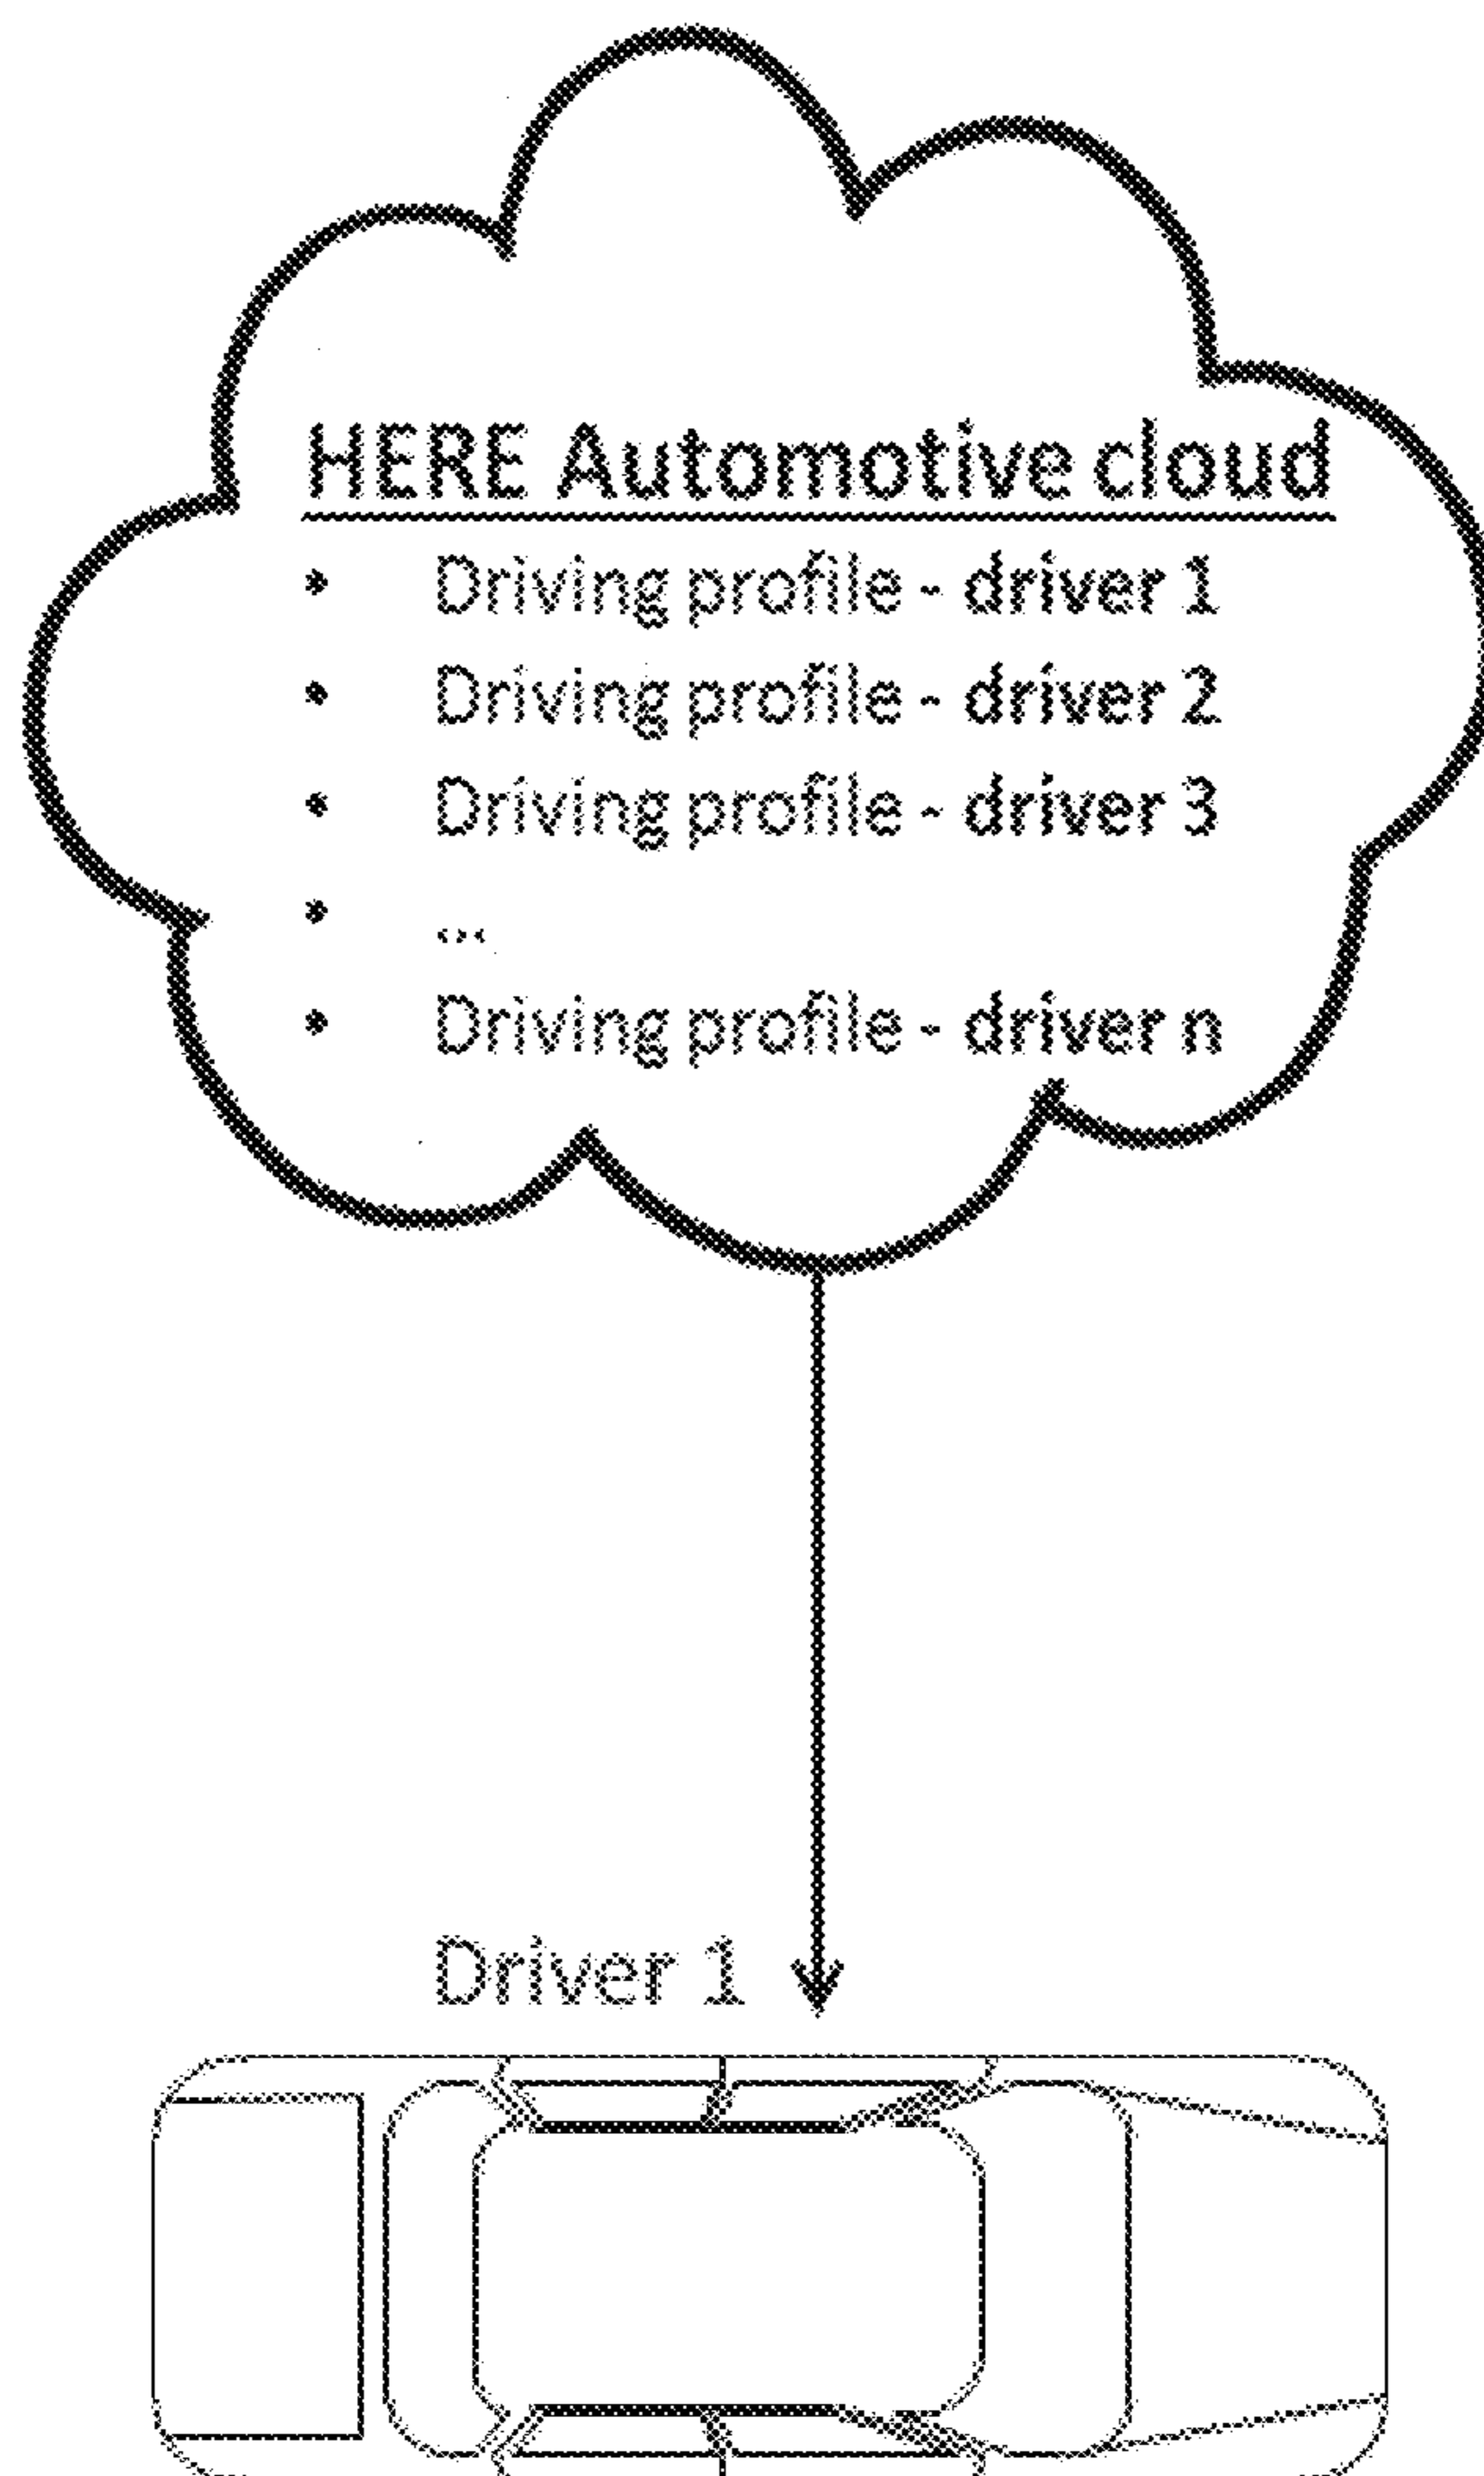 HERE Automotive cloud
• Driving profile - driver 1
• Driving profile - driver 2
• Driving profile - driver 3
• ...
• Driving profile - driver n
Driver 1